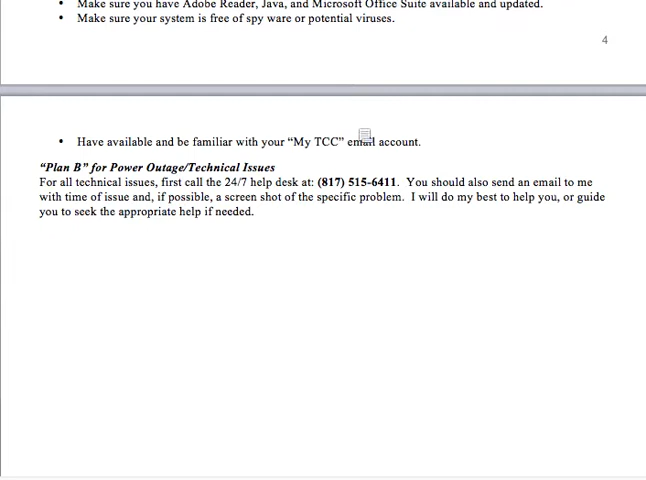 • Make sure you have Adobe Reader, Java, and Microsoft Office Suite available and updated.
• Make sure your system is free of spy ware or potential viruses.
4
• Have available and be familiar with your “My TCC” email account.
“Plan B” for Power Outage/Technical Issues
For all technical issues, first call the 24/7 help desk at: (817) 515-6411.  You should also send an email to me
with time of issue and, if possible, a screen shot of the specific problem.  I will do my best to help you, or guide
you to seek the appropriate help if needed.